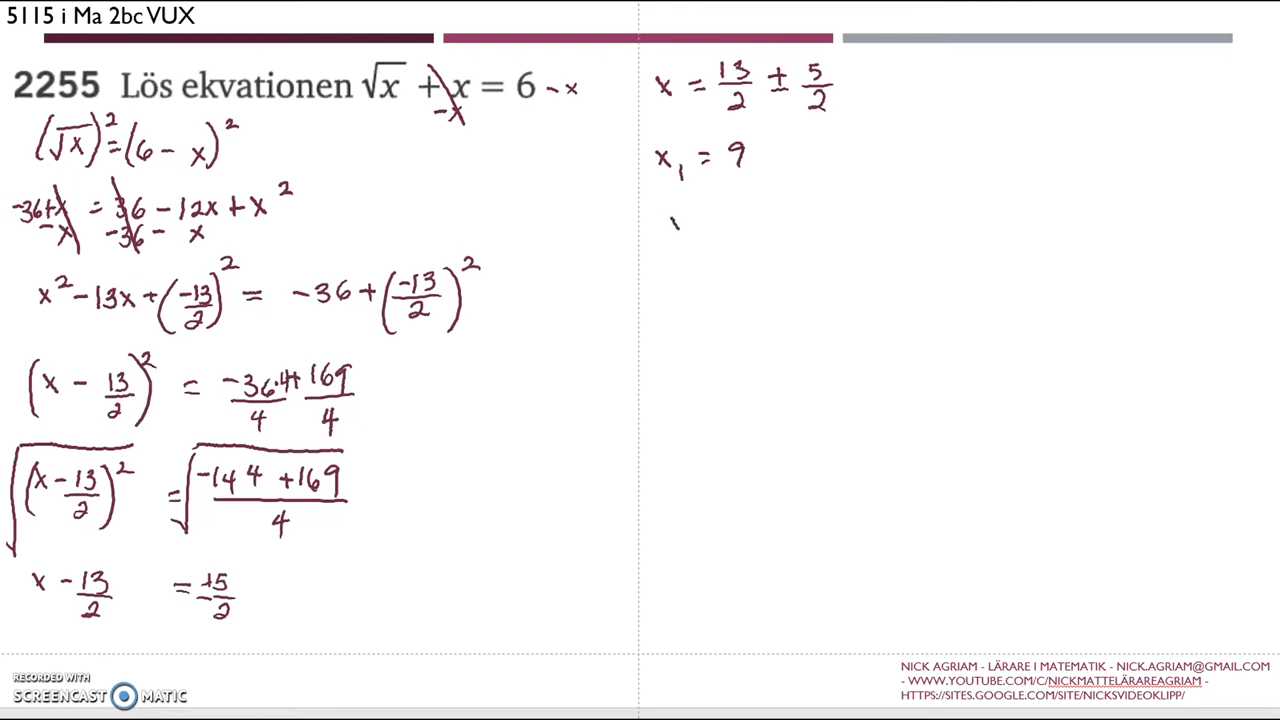 5115 i Ma 2bc VUX
2255 Lös ekvationen √x + x = 6 - x
-x
(√x)² = (6 - x)²
-36+x = 36 - 12x + x²
-x -36 - x
x² - 13x + (-13/2)² = -36 + (-13/2)²
(x - 13/2)² = -36·4/4 + 169/4
√(x - 13/2)² = √(-144 + 169)/4
x - 13/2 = ±5/2
x = 13/2 ± 5/2
x₁ = 9
RECORDED WITH
SCREENCAST MATIC
NICK AGRIAM - LÄRARE I MATEMATIK - NICK.AGRIAM@GMAIL.COM
- WWW.YOUTUBE.COM/C/NICKMATTELÄRAREAGRIAM -
HTTPS://SITES.GOOGLE.COM/SITE/NICKSVIDEOKLIPP/